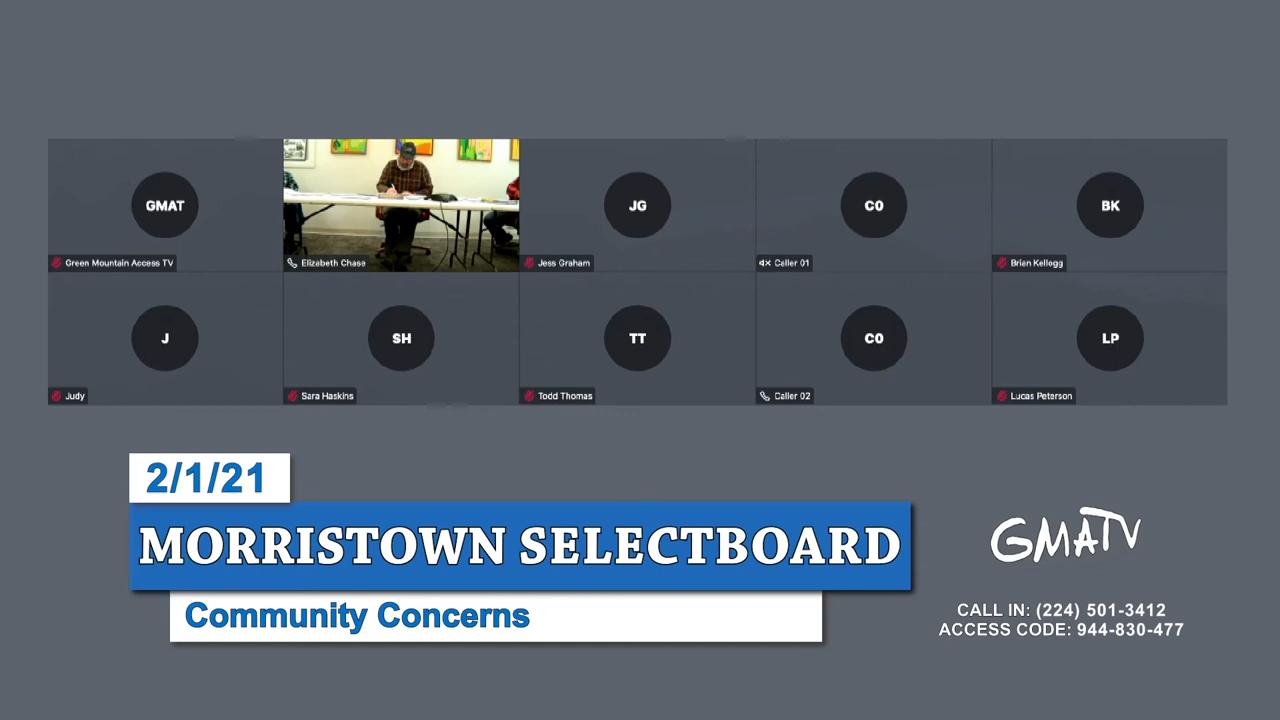 GMAT
JG
C0
BK
Green Mountain Access TV
Elizabeth Chase
Jess Graham
Caller 01
Brian Kellogg
J
SH
TT
C0
LP
Judy
Sara Haskins
Todd Thomas
Caller 02
Lucas Peterson
2/1/21
MORRISTOWN SELECTBOARD
Community Concerns
GMATV
CALL IN: (224) 501-3412
ACCESS CODE: 944-830-477